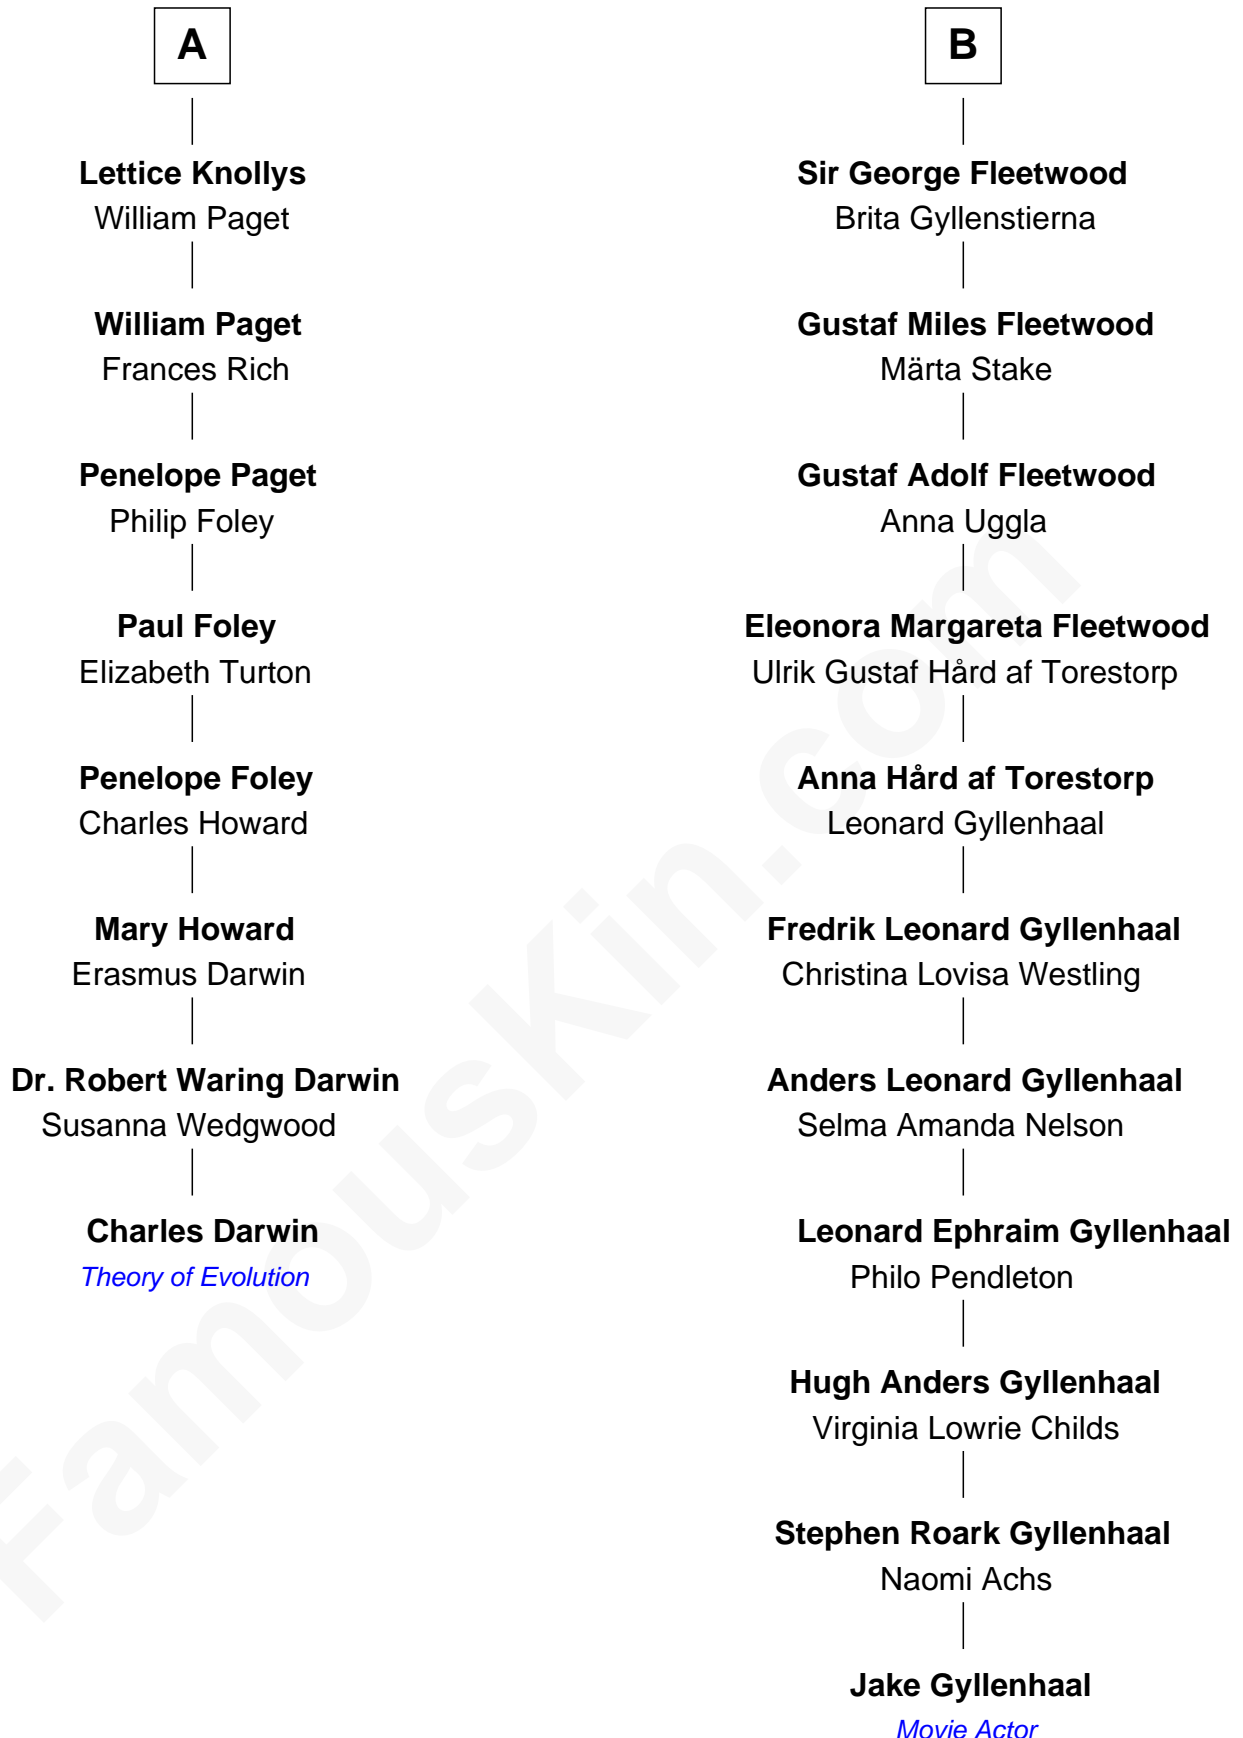 A
Lettice Knollys
William Paget
William Paget
Frances Rich
Penelope Paget
Philip Foley
Paul Foley
Elizabeth Turton
Penelope Foley
Charles Howard
Mary Howard
Erasmus Darwin
Dr. Robert Waring Darwin
Susanna Wedgwood
Charles Darwin
Theory of Evolution
B
Sir George Fleetwood
Brita Gyllenstierna
Gustaf Miles Fleetwood
Märta Stake
Gustaf Adolf Fleetwood
Anna Uggla
Eleonora Margareta Fleetwood
Ulrik Gustaf Hård af Torestorp
Anna Hård af Torestorp
Leonard Gyllenhaal
Fredrik Leonard Gyllenhaal
Christina Lovisa Westling
Anders Leonard Gyllenhaal
Selma Amanda Nelson
Leonard Ephraim Gyllenhaal
Philo Pendleton
Hugh Anders Gyllenhaal
Virginia Lowrie Childs
Stephen Roark Gyllenhaal
Naomi Achs
Jake Gyllenhaal
Movie Actor
FamousKin.com